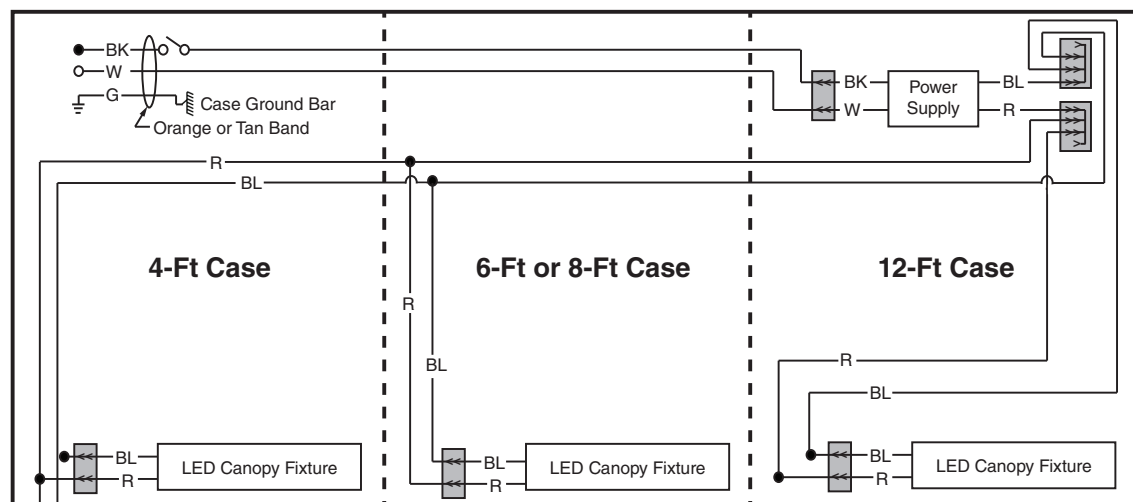 BK
W
G
Case Ground Bar
Orange or Tan Band
BK
W
Power
Supply
BL
R
R
BL
4-Ft Case
6-Ft or 8-Ft Case
12-Ft Case
R
BL
R
BL
BL
R
LED Canopy Fixture
BL
R
LED Canopy Fixture
BL
R
LED Canopy Fixture